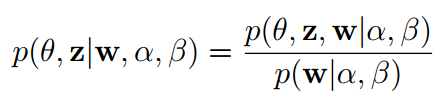 p(θ, z|w, α, β) = p(θ, z, w|α, β) / p(w|α, β)